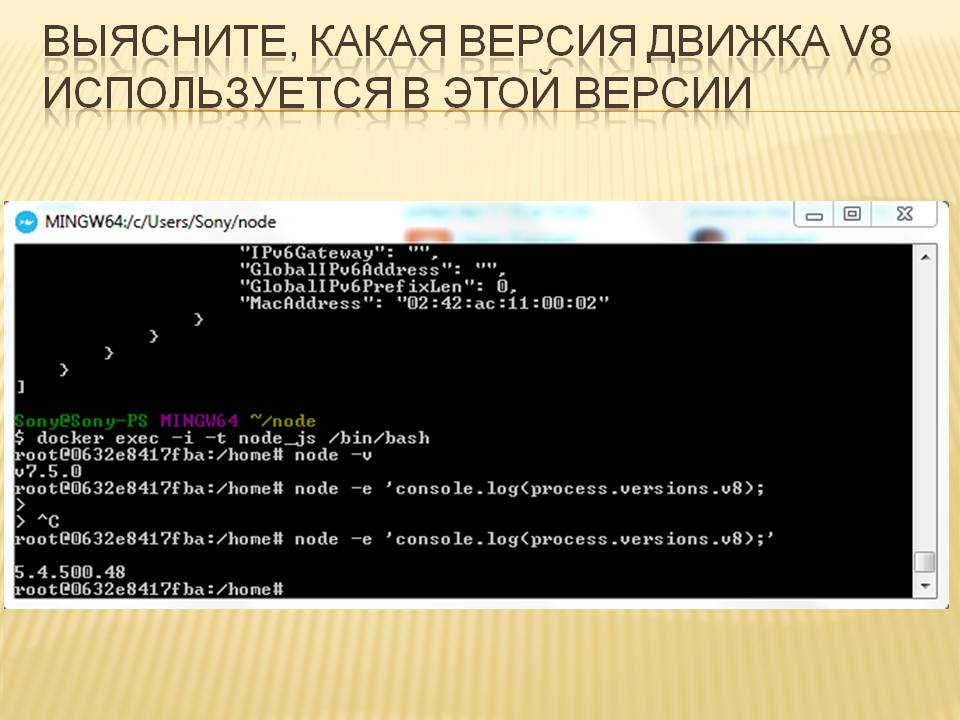 ВЫЯСНИТЕ, КАКАЯ ВЕРСИЯ ДВИЖКА V8
ИСПОЛЬЗУЕТСЯ В ЭТОЙ ВЕРСИИ
MINGW64:/c/Users/Sony/node
"IPv6Gateway": "",
"GlobalIPv6Address": "",
"GlobalIPv6PrefixLen": 0,
"MacAddress": "02:42:ac:11:00:02"
}
}
}
}
]
Sony@Sony-PS MINGW64 ~/node
$ docker exec -i -t node_js /bin/bash
root@0632e8417fba:/home# node -v
v7.5.0
root@0632e8417fba:/home# node -e 'console.log(process.versions.v8);
>
> ^C
root@0632e8417fba:/home# node -e 'console.log(process.versions.v8);'
5.4.500.48
root@0632e8417fba:/home#